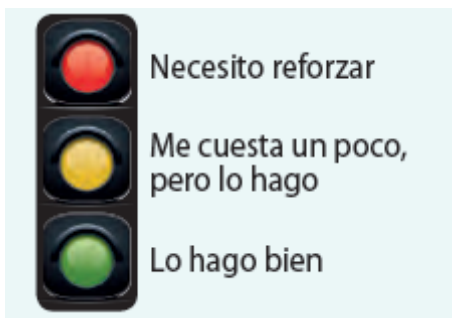 Necesito reforzar
Me cuesta un poco,
pero lo hago
Lo hago bien